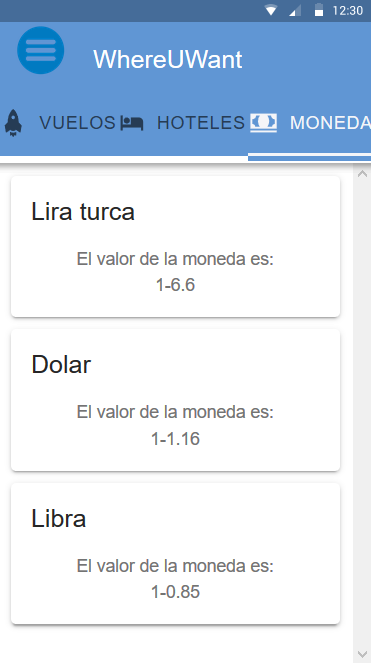 12:30
WhereUWant
VUELOS HOTELES MONEDA
Lira turca
El valor de la moneda es:
1-6.6
Dolar
El valor de la moneda es:
1-1.16
Libra
El valor de la moneda es:
1-0.85